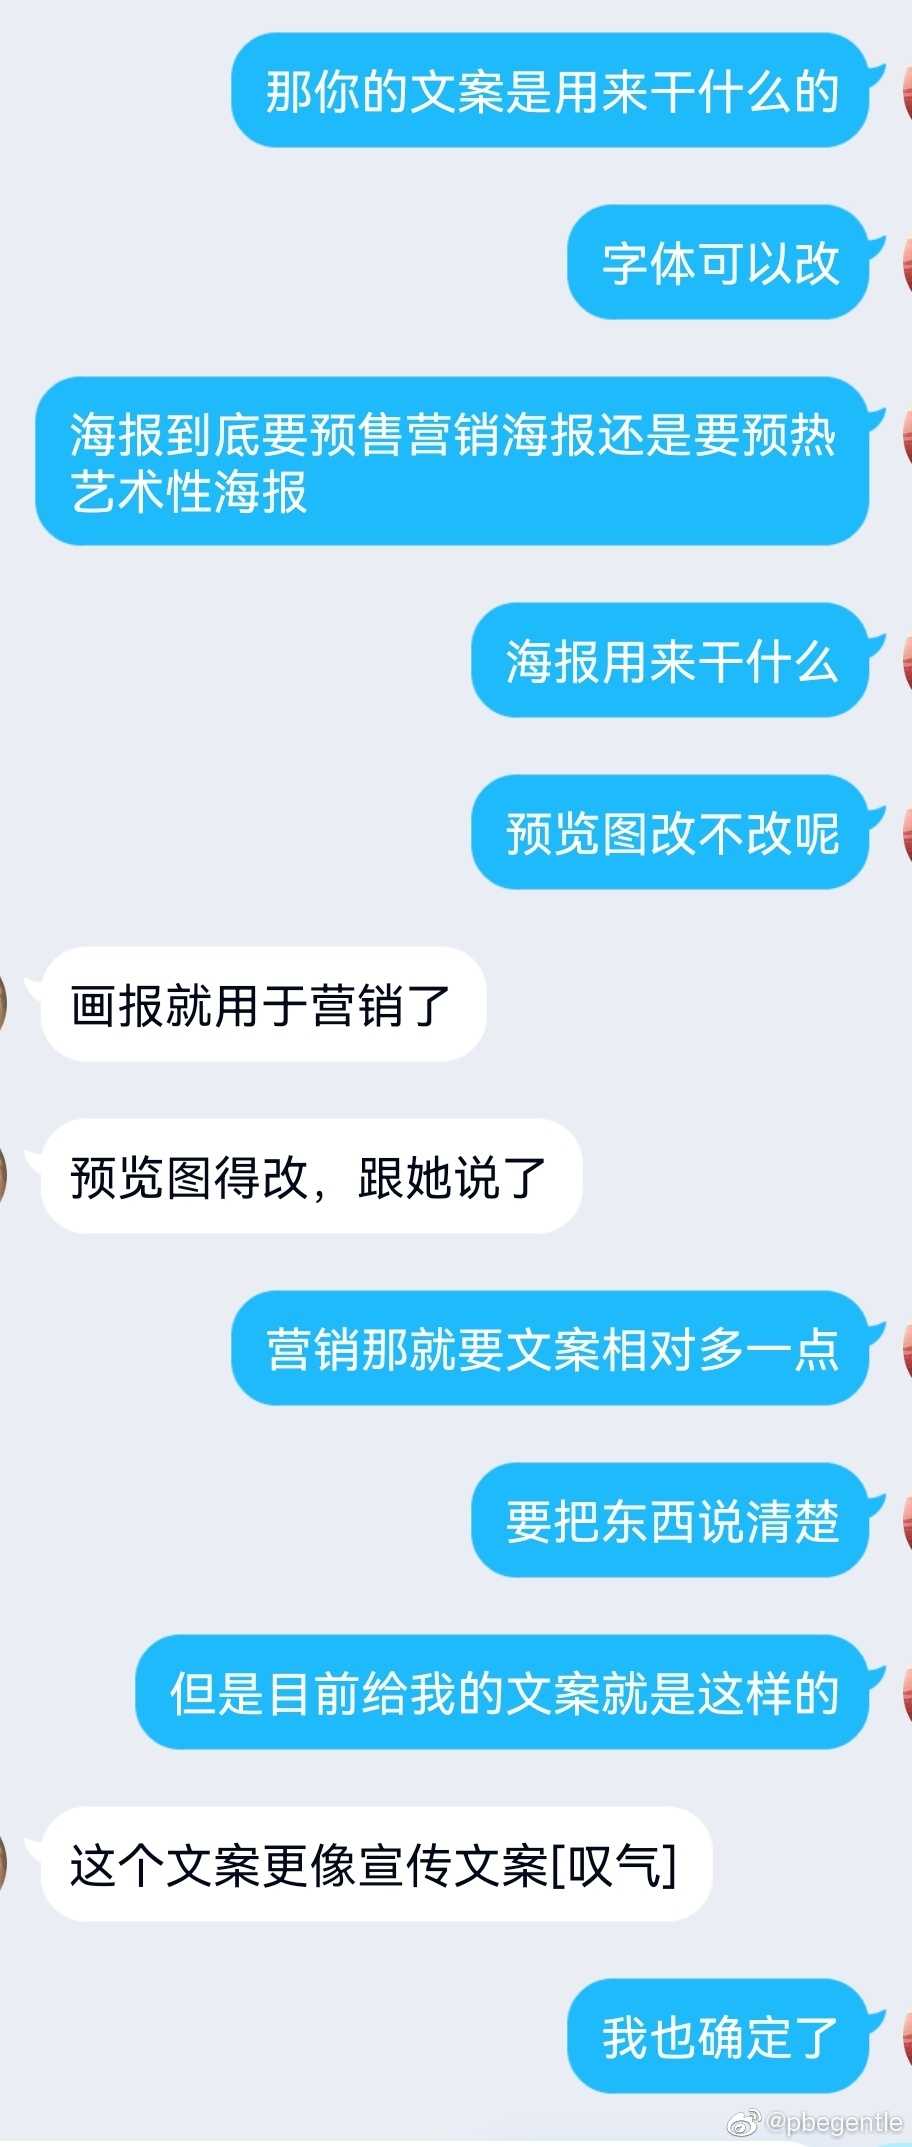 那你的文案是用来干什么的
字体可以改
海报到底要预售营销海报还是要预热
艺术性海报
海报用来干什么
预览图改不改呢
画报就用于营销了
预览图得改，跟她说了
营销那就要文案相对多一点
要把东西说清楚
但是目前给我的文案就是这样的
这个文案更像宣传文案[叹气]
我也确定了
@pbegentle